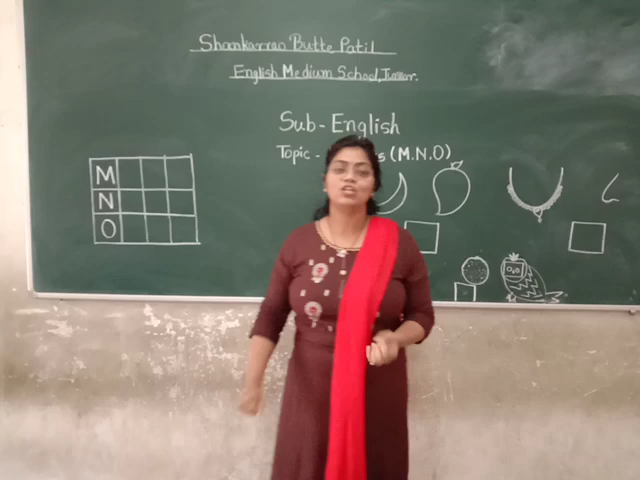 Shankarrao Butte Patil
English Medium School, Junnar.
Sub- English
Topic - s (M.N.O)
M
N
O